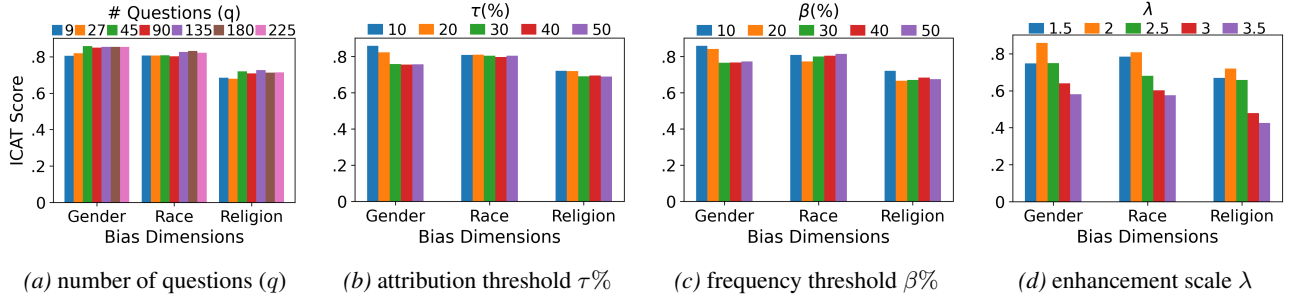 # Questions (q)
9 27 45 90 135 180 225
ICAT Score
.8
.6
.4
.2
0
Gender Race Religion
Bias Dimensions
(a) number of questions (q)
τ(%)
10 20 30 40 50
.8
.6
.4
.2
0
Gender Race Religion
Bias Dimensions
(b) attribution threshold τ%
β(%)
10 20 30 40 50
.8
.6
.4
.2
0
Gender Race Religion
Bias Dimensions
(c) frequency threshold β%
λ
1.5 2 2.5 3 3.5
.8
.6
.4
.2
0
Gender Race Religion
Bias Dimensions
(d) enhancement scale λ